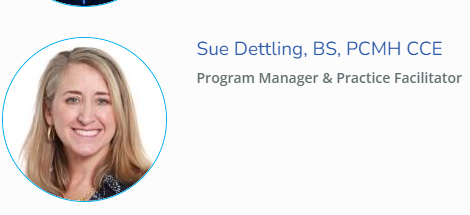 Sue Dettling, BS, PCMH CCE
Program Manager & Practice Facilitator